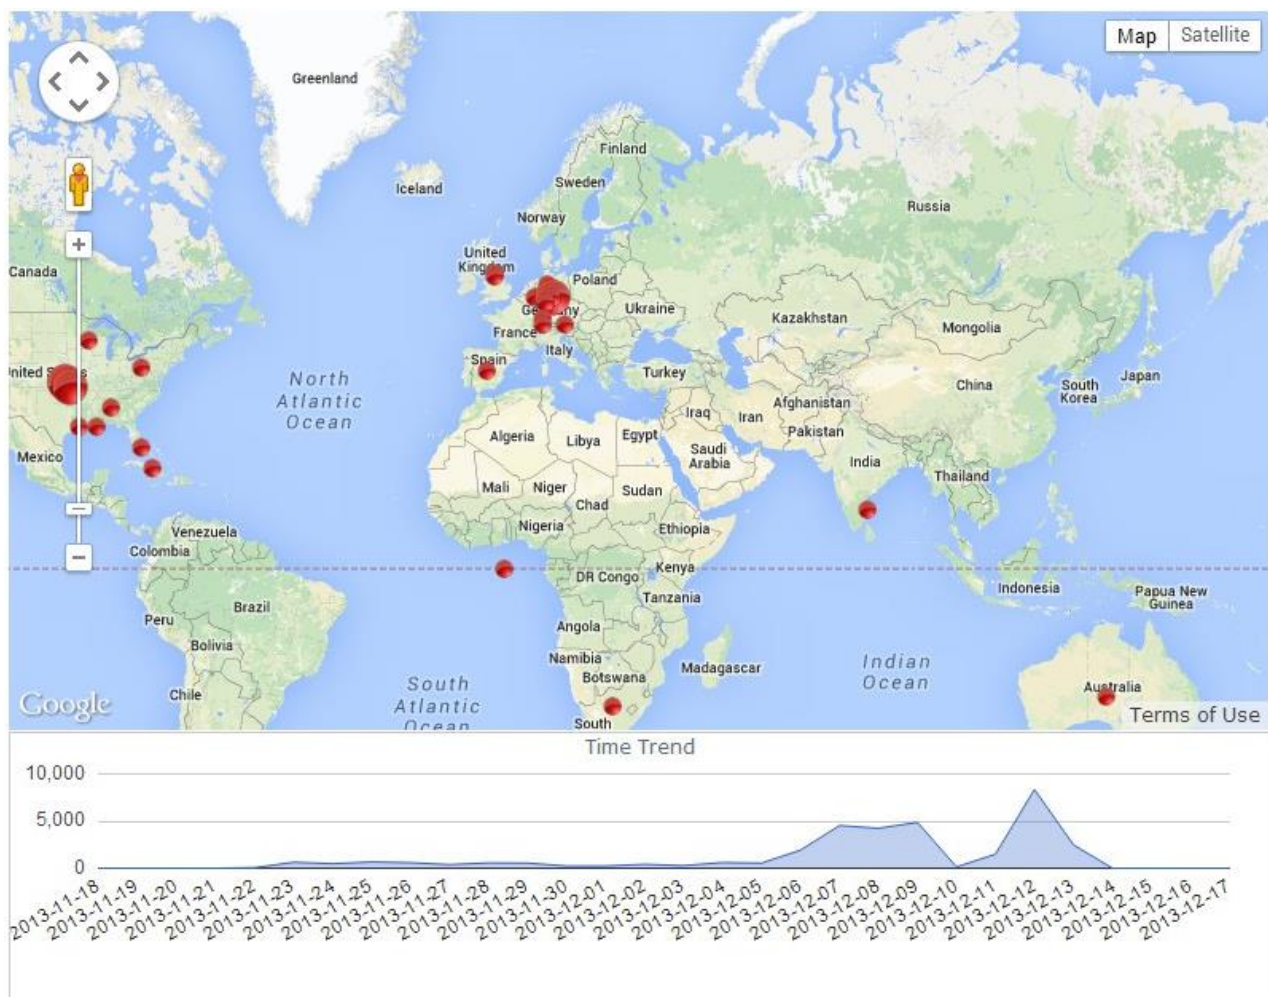 Map Satellite
Greenland
Finland
Iceland
Sweden
Russia
Norway
United
Kingdom
Canada
Poland
Germany
Ukraine
Kazakhstan
France
Mongolia
Italy
Spain
United States
Turkey
North
Atlantic
Ocean
China
South
Korea
Japan
Iraq
Iran
Afghanistan
Pakistan
Algeria
Libya
Egypt
Saudi
Arabia
Mexico
India
Thailand
Mali
Niger
Chad
Sudan
Venezuela
Nigeria
Ethiopia
Colombia
DR Congo
Kenya
Indonesia
Papua New
Guinea
Tanzania
Brazil
Peru
Angola
Bolivia
Namibia
Madagascar
Indian
Ocean
Botswana
South
Atlantic
Ocean
Chile
Australia
Google
South
Terms of Use
Time Trend
10,000
5,000
0
2013-11-18
2013-11-19
2013-11-20
2013-11-21
2013-11-22
2013-11-23
2013-11-24
2013-11-25
2013-11-26
2013-11-27
2013-11-28
2013-11-29
2013-11-30
2013-12-01
2013-12-02
2013-12-03
2013-12-04
2013-12-05
2013-12-06
2013-12-07
2013-12-08
2013-12-09
2013-12-10
2013-12-11
2013-12-12
2013-12-13
2013-12-14
2013-12-15
2013-12-16
2013-12-17